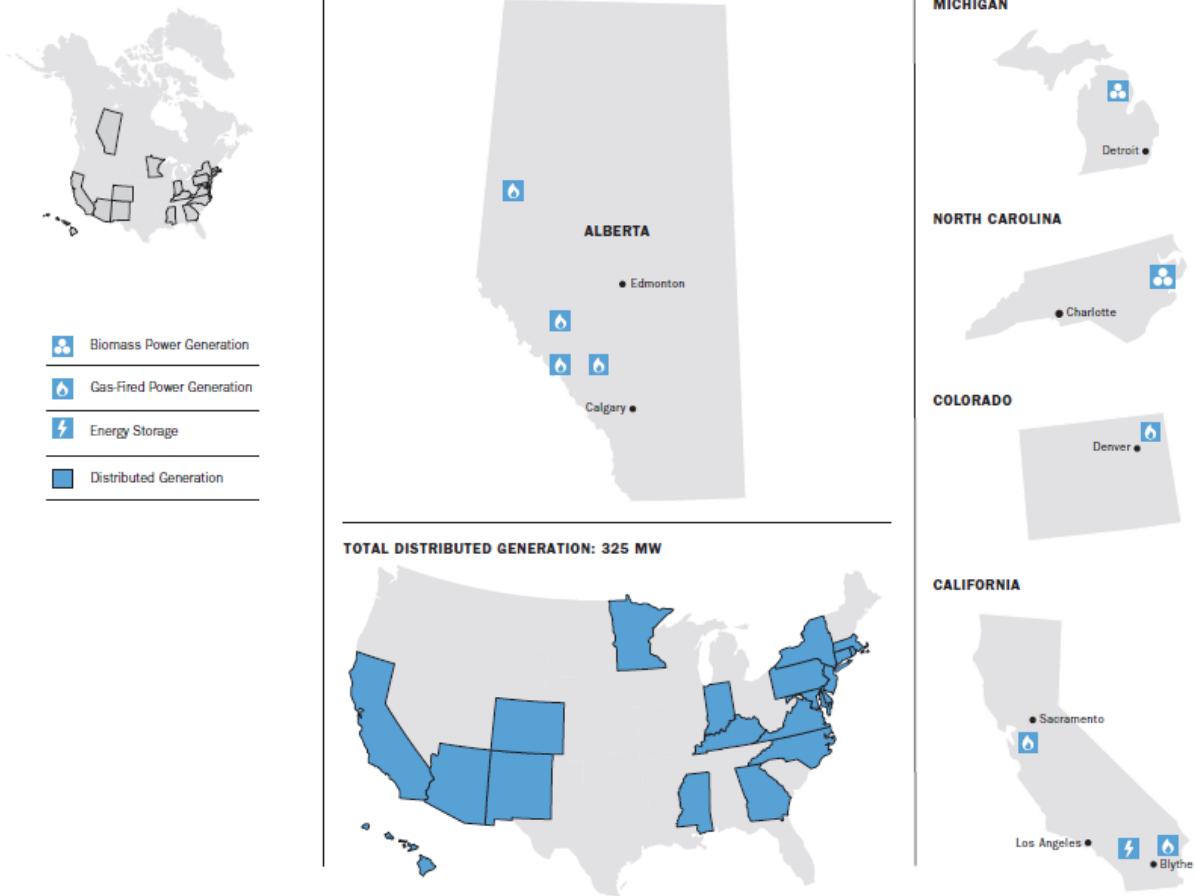 Biomass Power Generation
Gas-Fired Power Generation
Energy Storage
Distributed Generation
ALBERTA
Edmonton
Calgary
TOTAL DISTRIBUTED GENERATION: 325 MW
MICHIGAN
Detroit
NORTH CAROLINA
Charlotte
COLORADO
Denver
CALIFORNIA
Sacramento
Los Angeles
Blythe